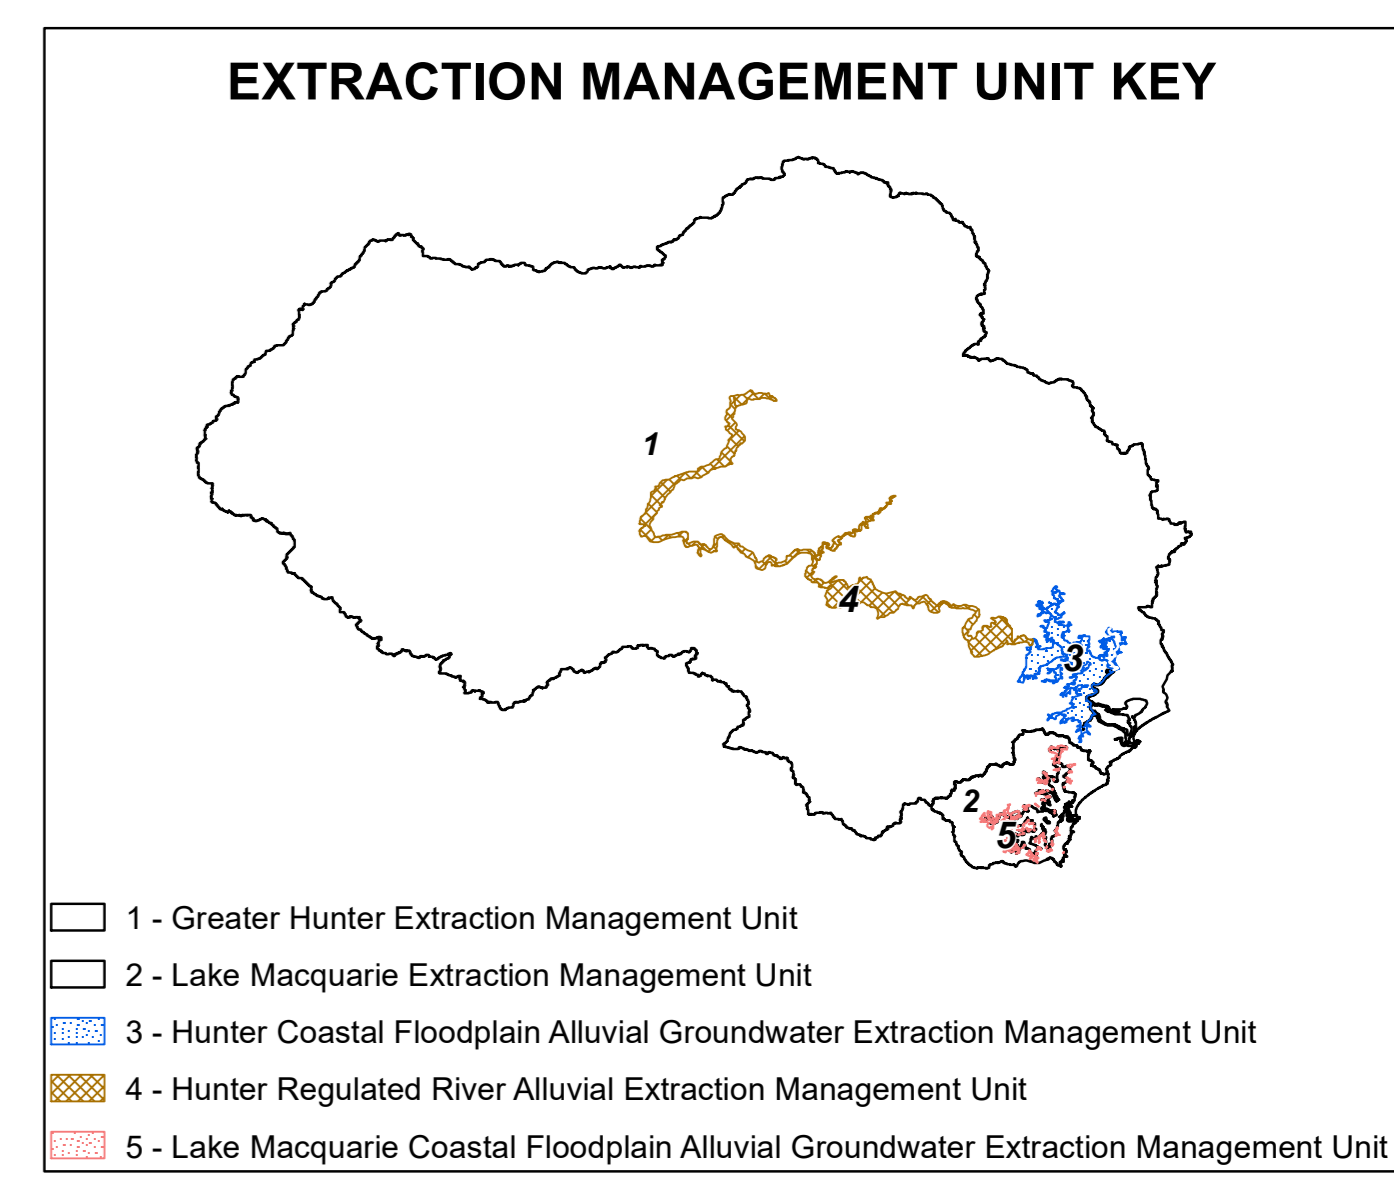 EXTRACTION MANAGEMENT UNIT KEY
1
4
3
2
5
1 - Greater Hunter Extraction Management Unit
2 - Lake Macquarie Extraction Management Unit
3 - Hunter Coastal Floodplain Alluvial Groundwater Extraction Management Unit
4 - Hunter Regulated River Alluvial Extraction Management Unit
5 - Lake Macquarie Coastal Floodplain Alluvial Groundwater Extraction Management Unit